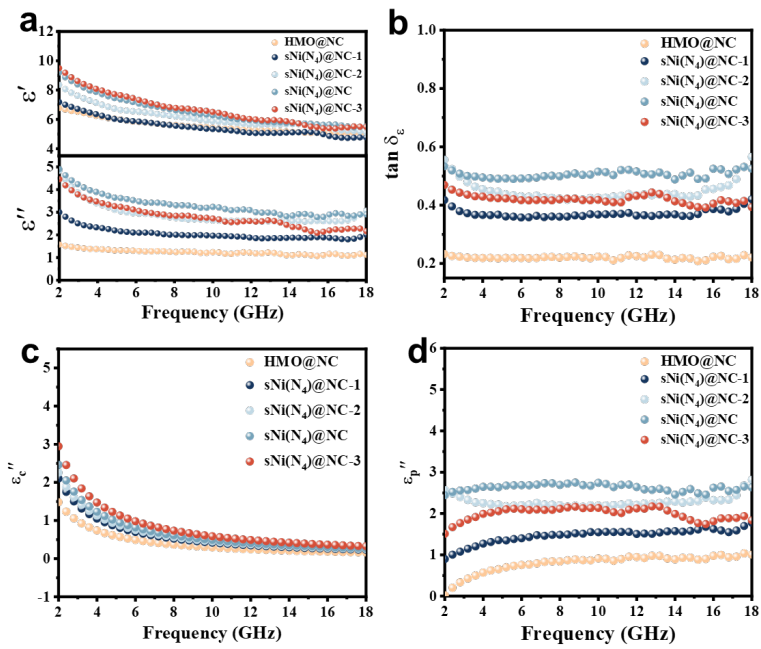 a
12
10
8
6
4
ε′
HMO@NC
sNi(N₄)@NC-1
sNi(N₄)@NC-2
sNi(N₄)@NC
sNi(N₄)@NC-3
5
4
3
2
1
0
ε″
2 4 6 8 10 12 14 16 18
Frequency (GHz)
b
1.0
0.8
0.6
0.4
0.2
tan δε
HMO@NC
sNi(N₄)@NC-1
sNi(N₄)@NC-2
sNi(N₄)@NC
sNi(N₄)@NC-3
2 4 6 8 10 12 14 16 18
Frequency (GHz)
c
5
4
3
2
1
0
-1
εc″
HMO@NC
sNi(N₄)@NC-1
sNi(N₄)@NC-2
sNi(N₄)@NC
sNi(N₄)@NC-3
2 4 6 8 10 12 14 16 18
Frequency (GHz)
d
6
5
4
3
2
1
0
εp″
HMO@NC
sNi(N₄)@NC-1
sNi(N₄)@NC-2
sNi(N₄)@NC
sNi(N₄)@NC-3
2 4 6 8 10 12 14 16 18
Frequency (GHz)